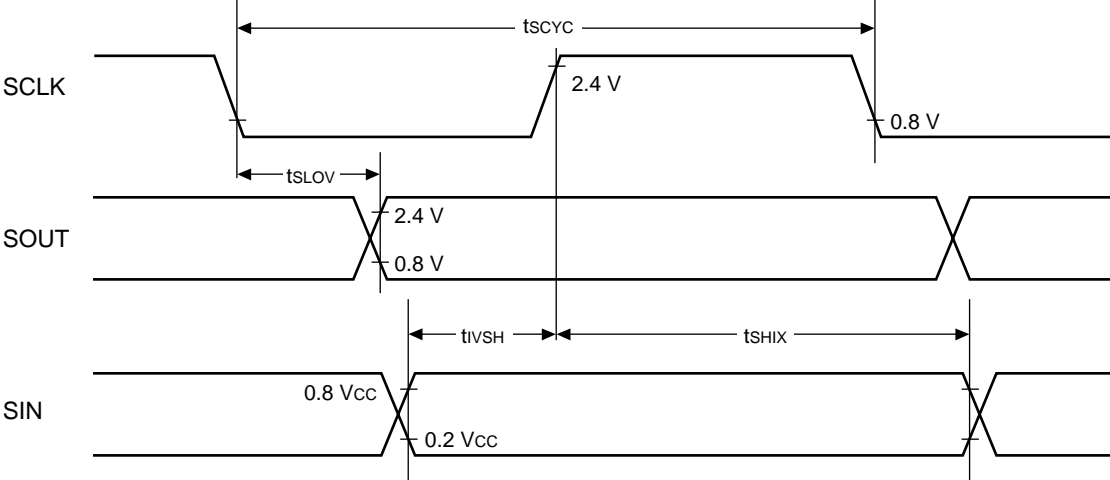 tSCYC
SCLK
2.4 V
0.8 V
tSLOV
SOUT
2.4 V
0.8 V
tIVSH
tSHIX
SIN
0.8 VCC
0.2 VCC